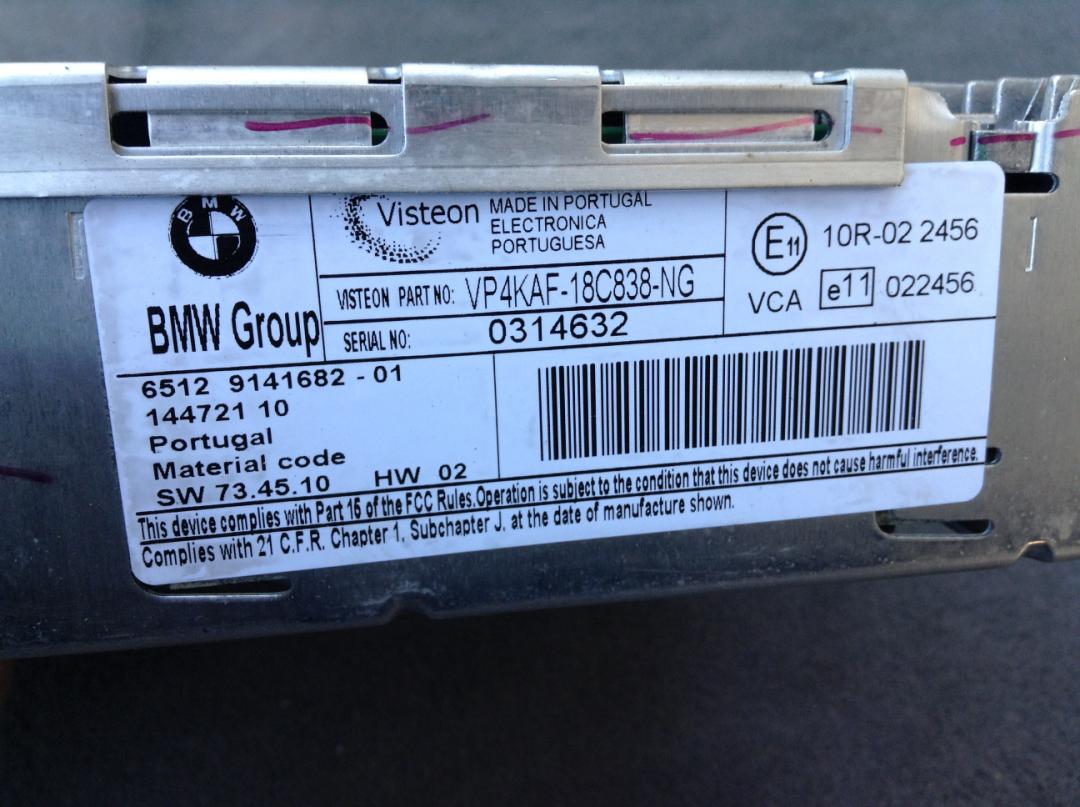 BMW
BMW Group
Visteon
MADE IN PORTUGAL
ELECTRONICA
PORTUGUESA
VISTEON PART NO: VP4KAF-18C838-NG
SERIAL NO: 0314632
E11 10R-02 2456
VCA e11 022456
6512 9141682 - 01
144721 10
Portugal
Material code
SW 73.45.10 HW 02
This device complies with Part 15 of the FCC Rules.Operation is subject to the condition that this device does not cause harmful interference.
Complies with 21 C.F.R. Chapter 1, Subchapter J. at the date of manufacture shown.